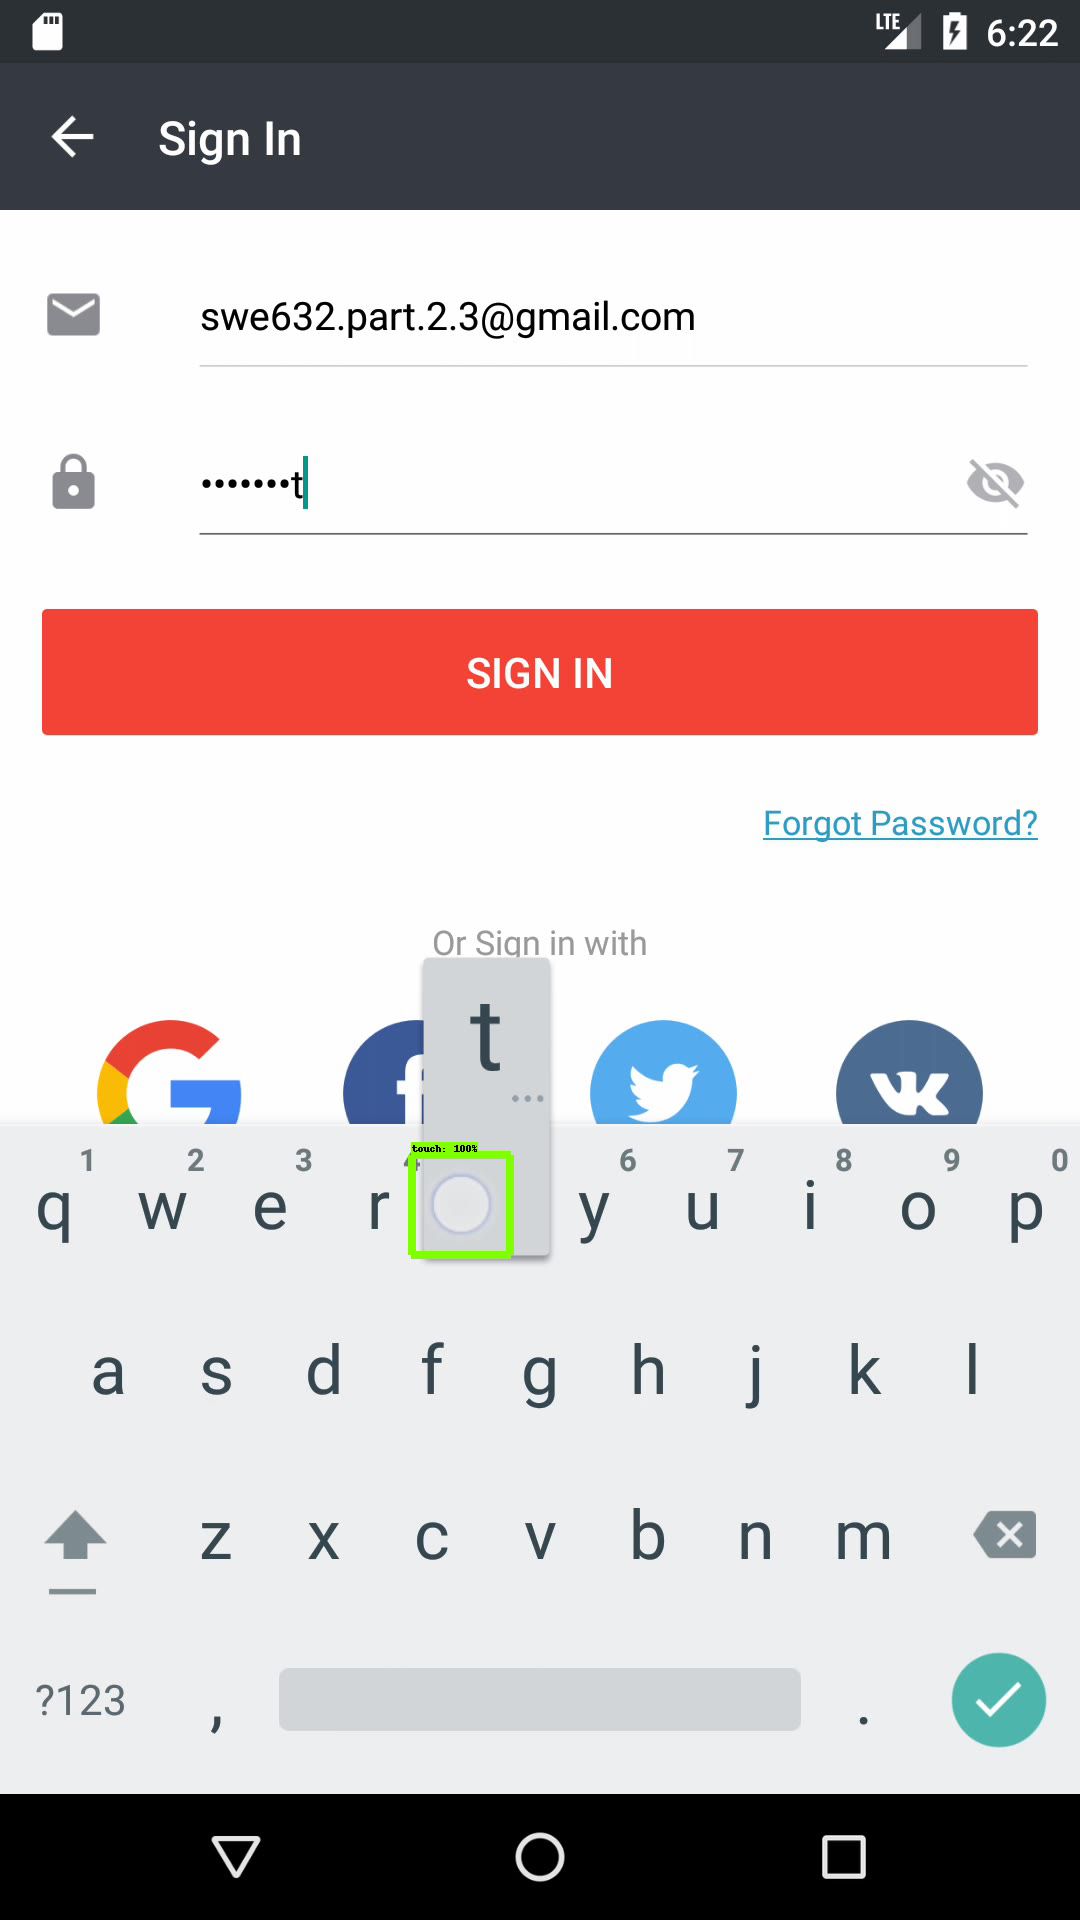 LTE 6:22
Sign In
swe632.part.2.3@gmail.com
•••••••t
SIGN IN
Forgot Password?
Or Sign in with
t
...
touch: 100%
1 2 3 4 6 7 8 9 0
q w e r y u i o p
a s d f g h j k l
z x c v b n m
?123 , .